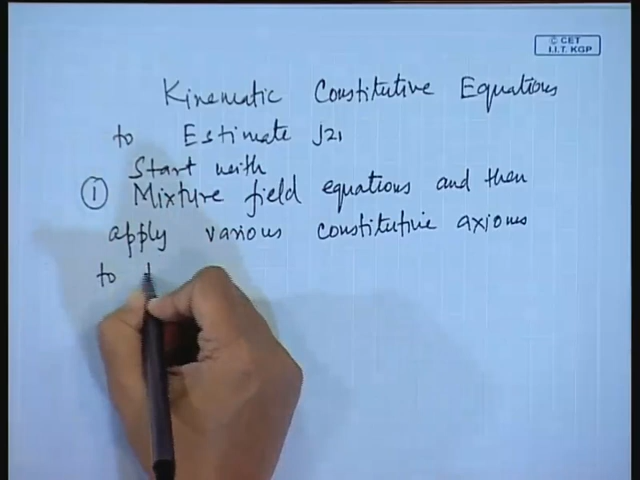 © CET
I.I.T. KGP
Kinematic Constitutive Equations
to Estimate J21
Start with
① Mixture field equations and then
apply various constitutive axioms
to